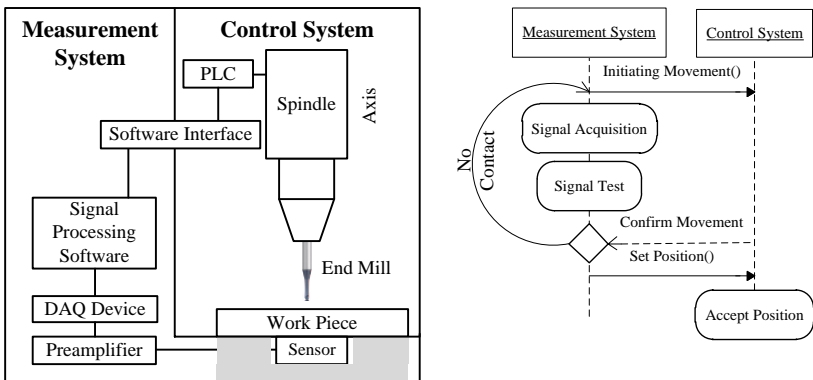 Measurement
System
Control System
PLC
Spindle
Axis
Software Interface
Signal
Processing
Software
End Mill
DAQ Device
Work Piece
Preamplifier
Sensor
Measurement System
Control System
Initiating Movement()
Signal Acquisition
No
Contact
Signal Test
Confirm Movement
Set Position()
Accept Position